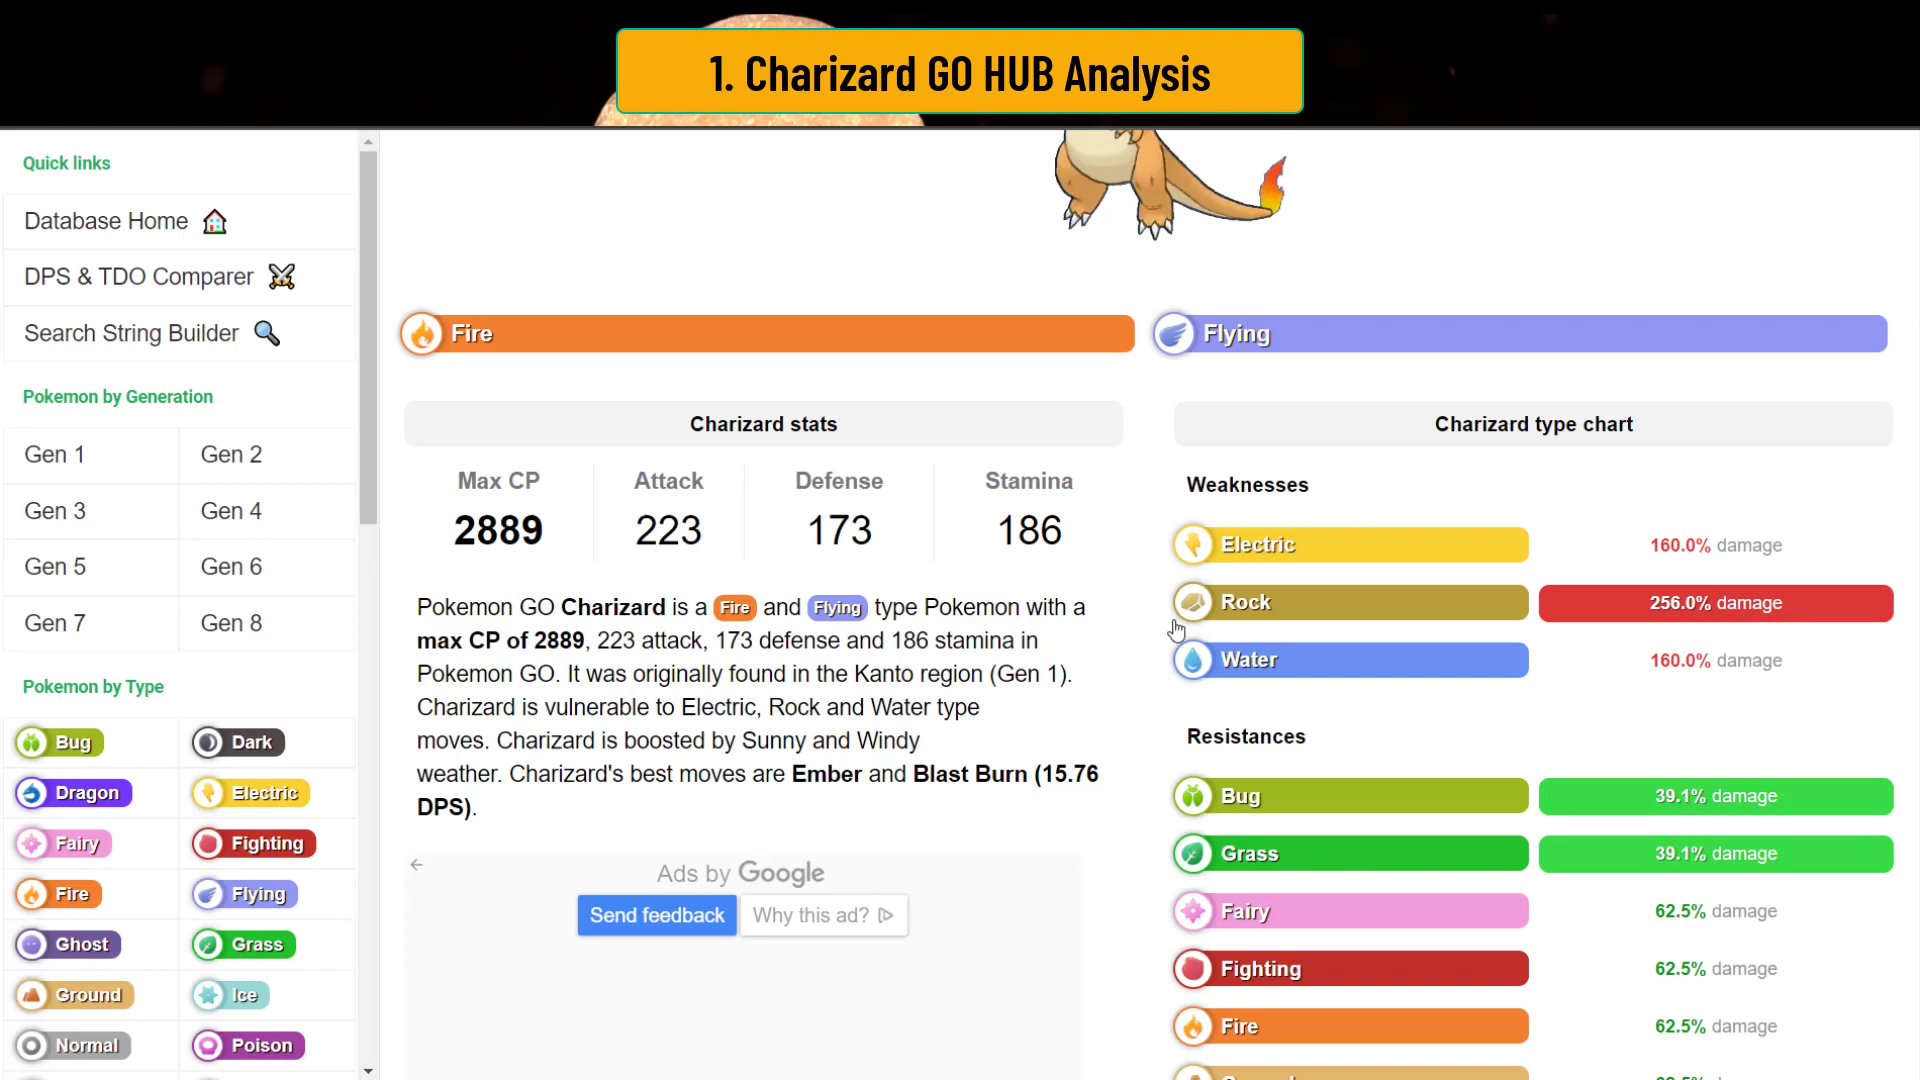 1. Charizard GO HUB Analysis
Quick links
Database Home
DPS & TDO Comparer
Search String Builder
Pokemon by Generation
Gen 1
Gen 2
Gen 3
Gen 4
Gen 5
Gen 6
Gen 7
Gen 8
Pokemon by Type
Bug
Dark
Dragon
Electric
Fairy
Fighting
Fire
Flying
Ghost
Grass
Ground
Ice
Normal
Poison
Fire
Flying
Charizard stats
Max CP
Attack
Defense
Stamina
2889
223
173
186
Pokemon GO Charizard is a Fire and Flying type Pokemon with a
max CP of 2889, 223 attack, 173 defense and 186 stamina in
Pokemon GO. It was originally found in the Kanto region (Gen 1).
Charizard is vulnerable to Electric, Rock and Water type
moves. Charizard is boosted by Sunny and Windy
weather. Charizard's best moves are Ember and Blast Burn (15.76
DPS).
Ads by Google
Send feedback
Why this ad?
Charizard type chart
Weaknesses
Electric
160.0% damage
Rock
256.0% damage
Water
160.0% damage
Resistances
Bug
39.1% damage
Grass
39.1% damage
Fairy
62.5% damage
Fighting
62.5% damage
Fire
62.5% damage